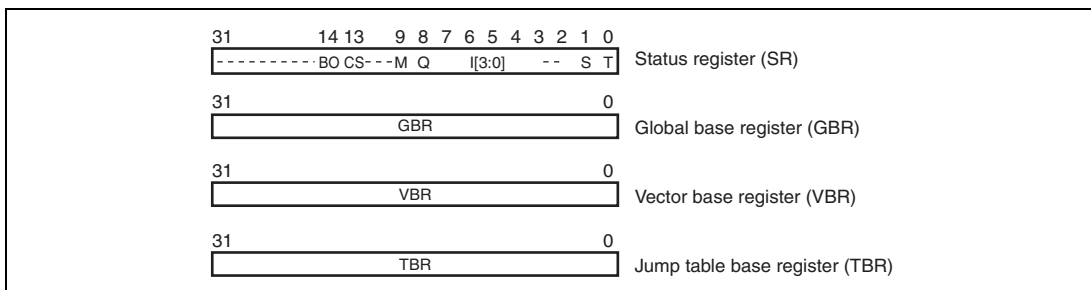 31 14 13 9 8 7 6 5 4 3 2 1 0
- - - - - - - - - - BO CS - - - M Q I[3:0] - - S T Status register (SR)
31 0
GBR Global base register (GBR)
31 0
VBR Vector base register (VBR)
31 0
TBR Jump table base register (TBR)